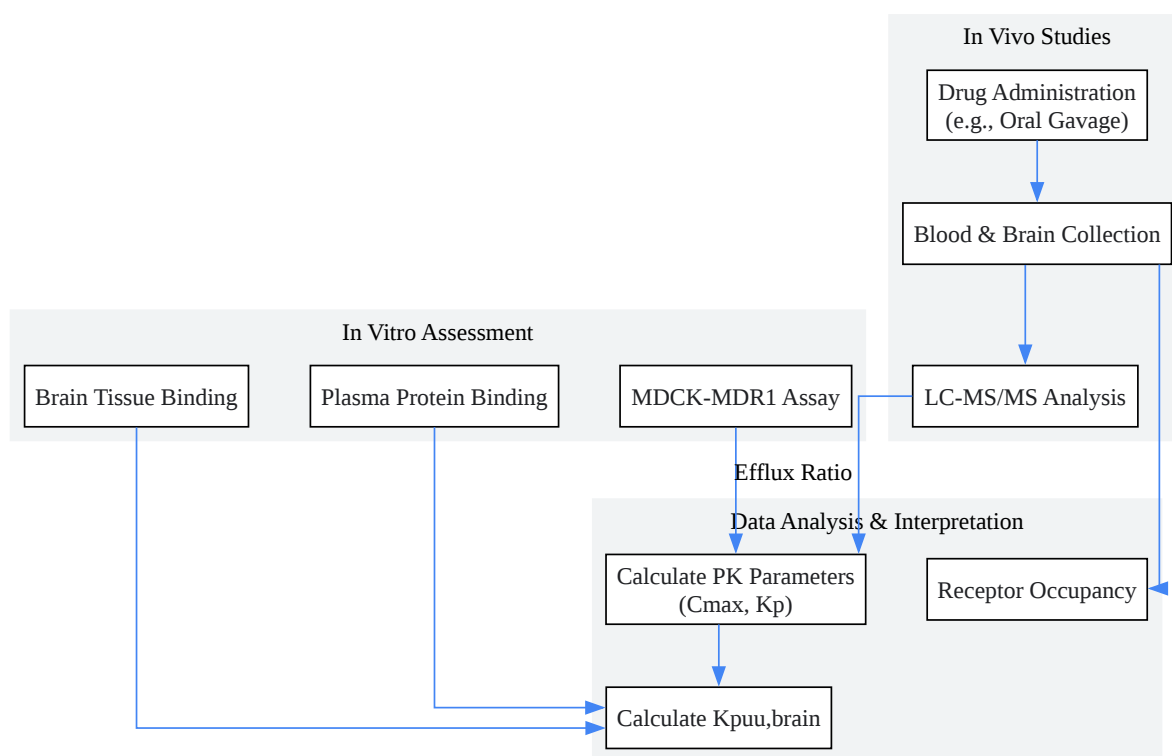 In Vivo Studies
Drug Administration
(e.g., Oral Gavage)
Blood & Brain Collection
In Vitro Assessment
Brain Tissue Binding
Plasma Protein Binding
MDCK-MDR1 Assay
LC-MS/MS Analysis
Efflux Ratio
Data Analysis & Interpretation
Calculate PK Parameters
(Cmax, Kp)
Receptor Occupancy
Calculate Kpuu,brain